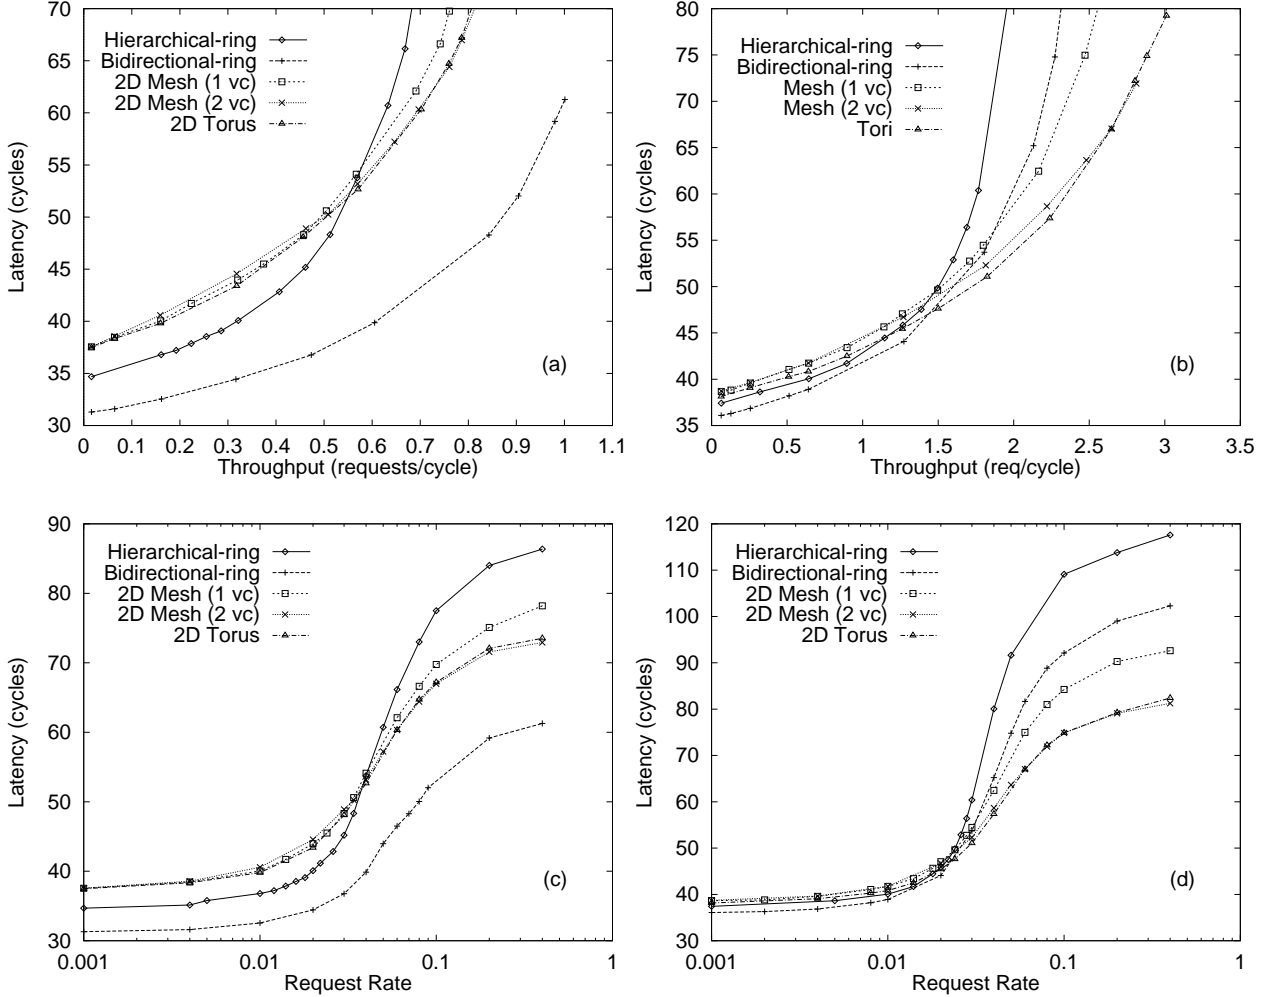 70
65
60
55
50
45
40
35
30
Latency (cycles)
Hierarchical-ring
Bidirectional-ring
2D Mesh (1 vc)
2D Mesh (2 vc)
2D Torus
(a)
0 0.1 0.2 0.3 0.4 0.5 0.6 0.7 0.8 0.9 1 1.1
Throughput (requests/cycle)
80
75
70
65
60
55
50
45
40
35
Latency (cycles)
Hierarchical-ring
Bidirectional-ring
Mesh (1 vc)
Mesh (2 vc)
Tori
(b)
0 0.5 1 1.5 2 2.5 3 3.5
Throughput (req/cycle)
90
80
70
60
50
40
30
Latency (cycles)
Hierarchical-ring
Bidirectional-ring
2D Mesh (1 vc)
2D Mesh (2 vc)
2D Torus
(c)
0.001 0.01 0.1 1
Request Rate
120
110
100
90
80
70
60
50
40
30
Latency (cycles)
Hierarchical-ring
Bidirectional-ring
2D Mesh (1 vc)
2D Mesh (2 vc)
2D Torus
(d)
0.001 0.01 0.1 1
Request Rate